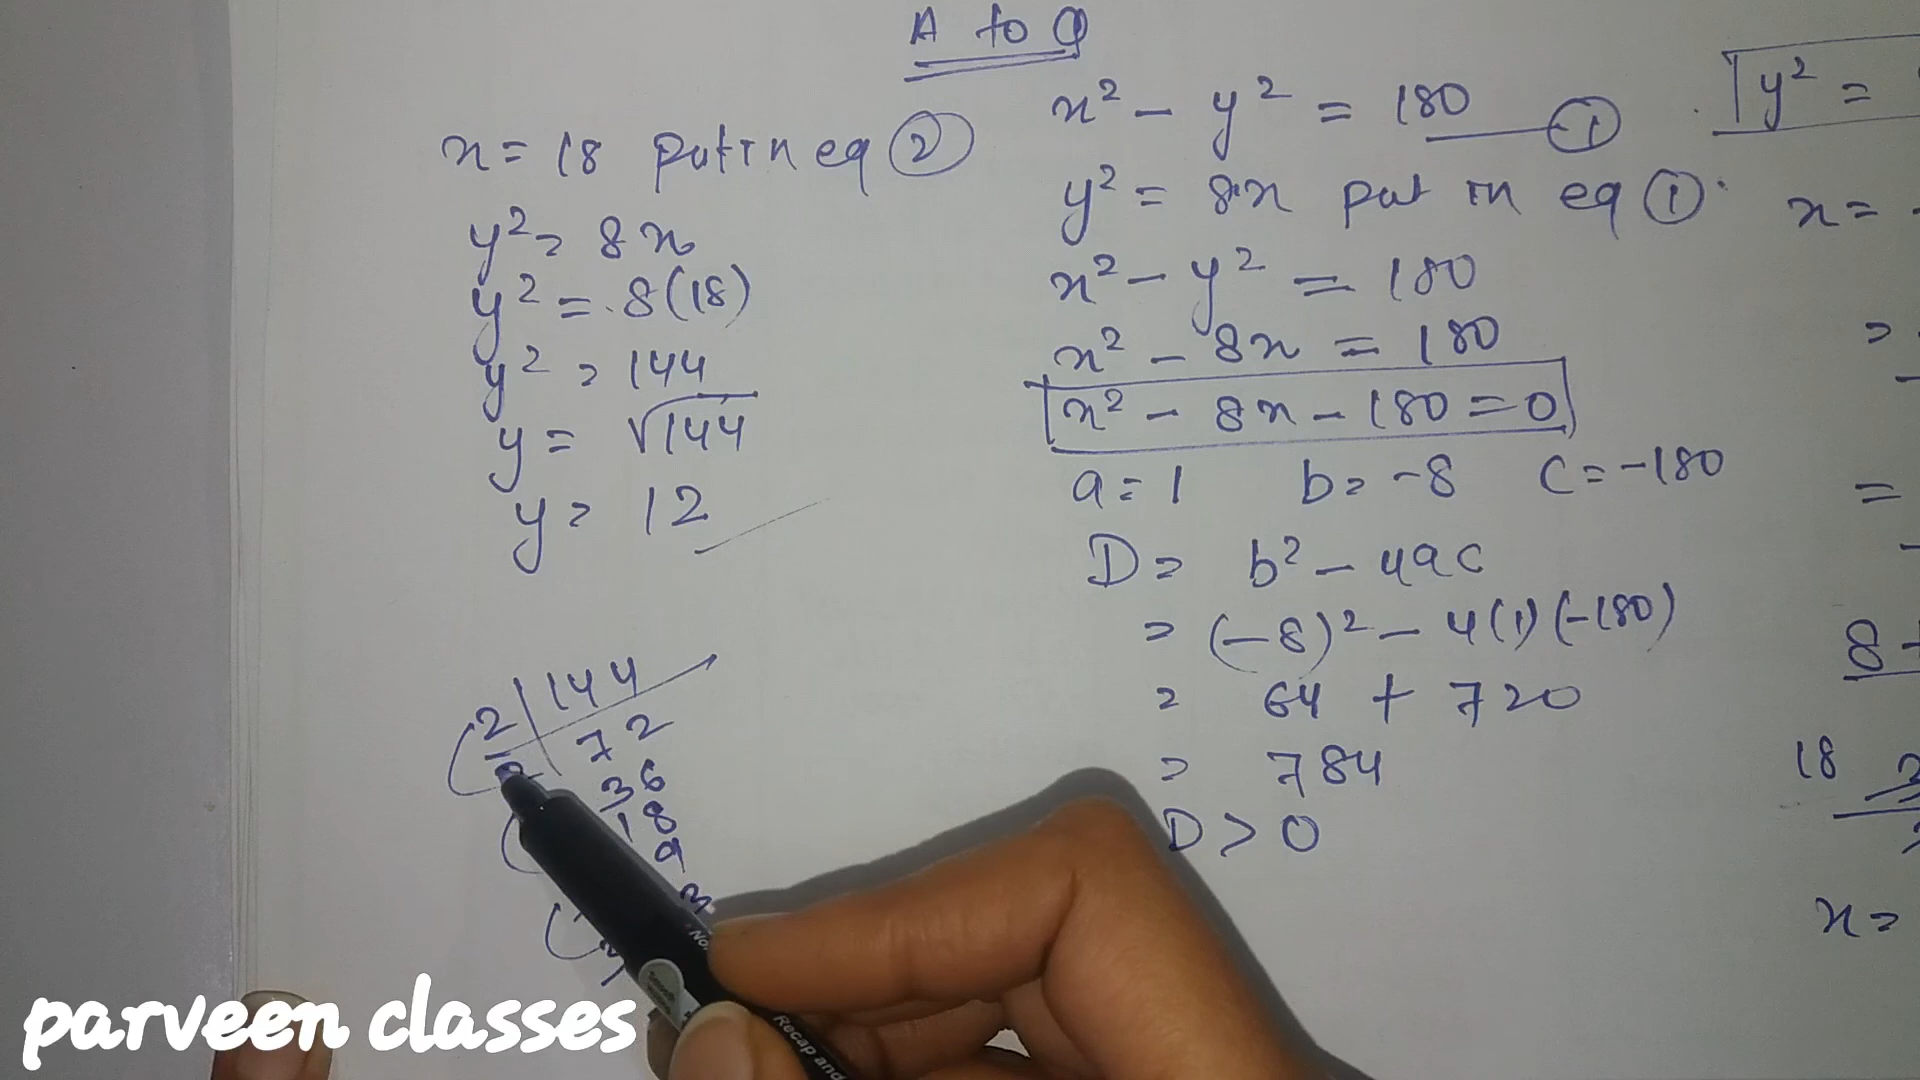 A to Q
x² - y² = 180 ①
y² = 8x put in eq ①
x² - y² = 180
x² - 8x = 180
x² - 8x - 180 = 0
a = 1 b = -8 c = -180
D = b² - 4ac
= (-8)² - 4(1)(-180)
= 64 + 720
= 784
D > 0
x = 18 put in eq ②
y² = 8x
y² = 8(18)
y² = 144
y = √144
y = 12
2 | 144
72
36
18
9
3
y² =
x =
=
=
8 +
18
x =
parveen classes
Recap and